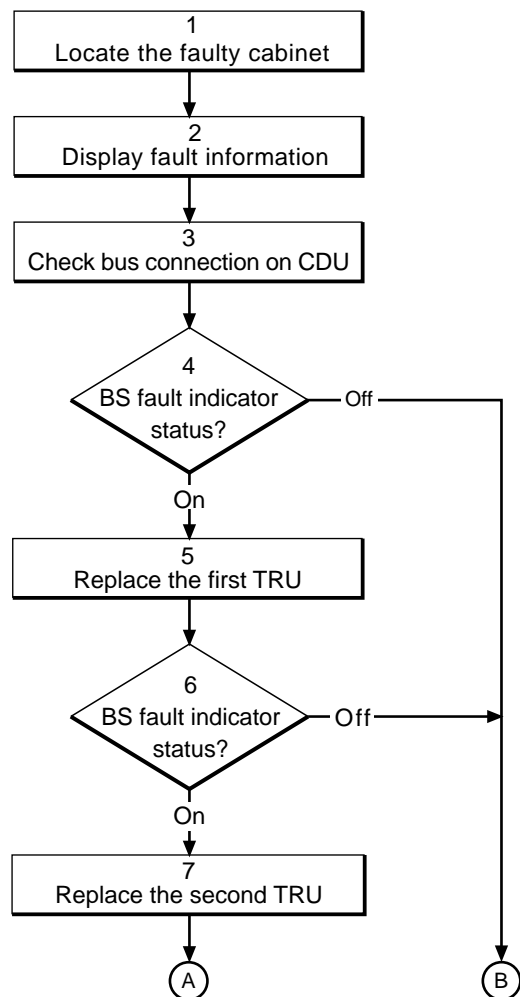 1
Locate the faulty cabinet
2
Display fault information
3
Check bus connection on CDU
4
BS fault indicator
status?
Off
On
5
Replace the first TRU
6
BS fault indicator
status?
Off
On
7
Replace the second TRU
A
B